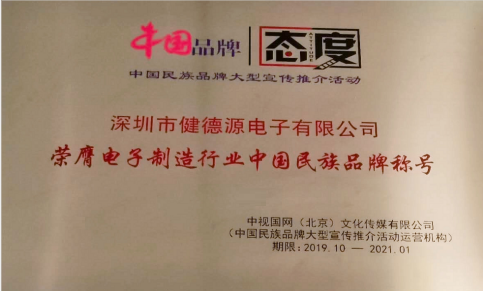 中国品牌 态度
ATTITUDE
中国民族品牌大型宣传推介活动
深圳市健德源电子有限公司
荣膺电子制造行业中国民族品牌称号
中视国网（北京）文化传媒有限公司
（中国民族品牌大型宣传推介活动运营机构）
期限：2019.10 — 2021.01